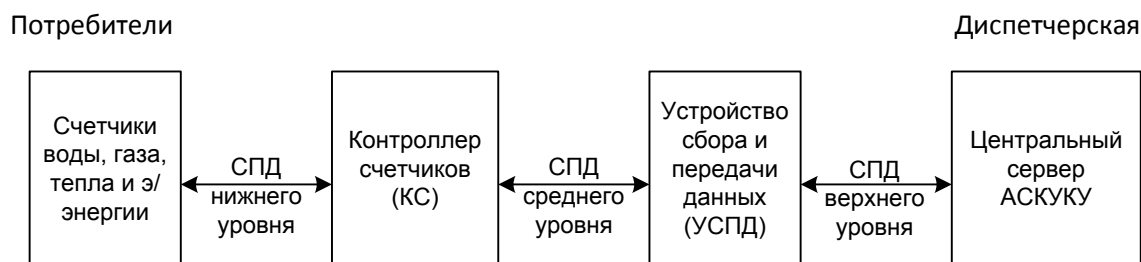 Потребители
Диспетчерская
Счетчики
воды, газа,
тепла и э/
энергии
СПД
нижнего
уровня
Контроллер
счетчиков
(КС)
СПД
среднего
уровня
Устройство
сбора и
передачи
данных
(УСПД)
СПД
верхнего
уровня
Центральный
сервер
АСКУКУ